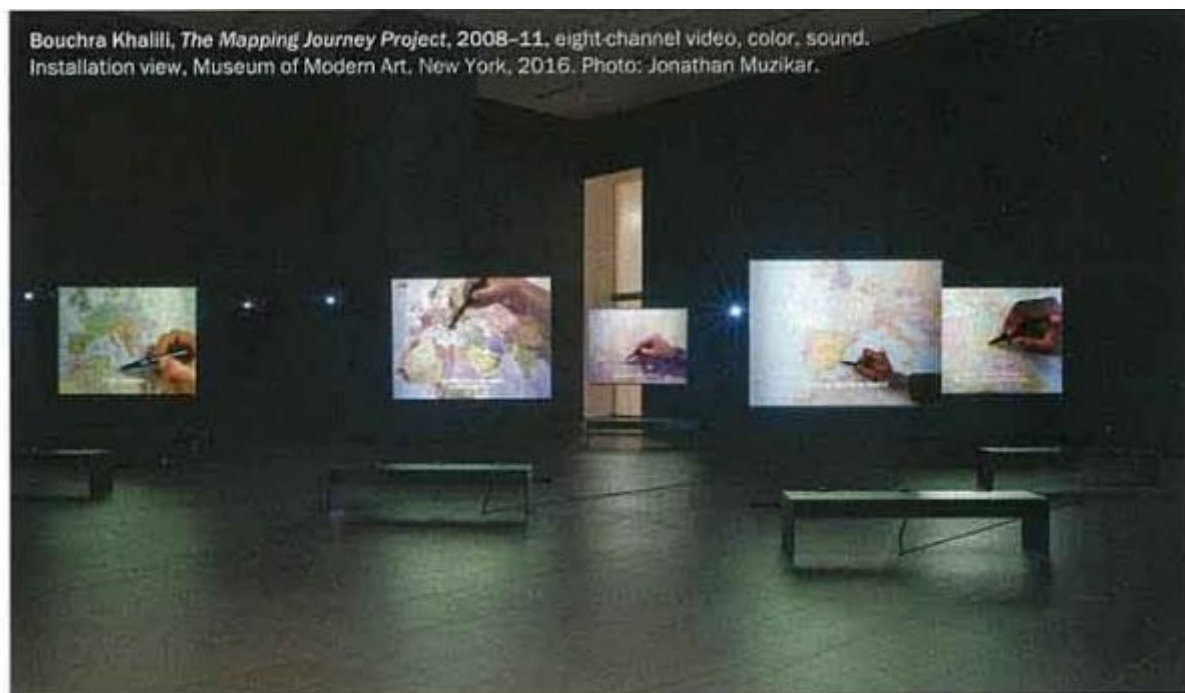 Bouchra Khalili, The Mapping Journey Project, 2008–11, eight-channel video, color, sound.
Installation view, Museum of Modern Art, New York, 2016. Photo: Jonathan Muzikar.